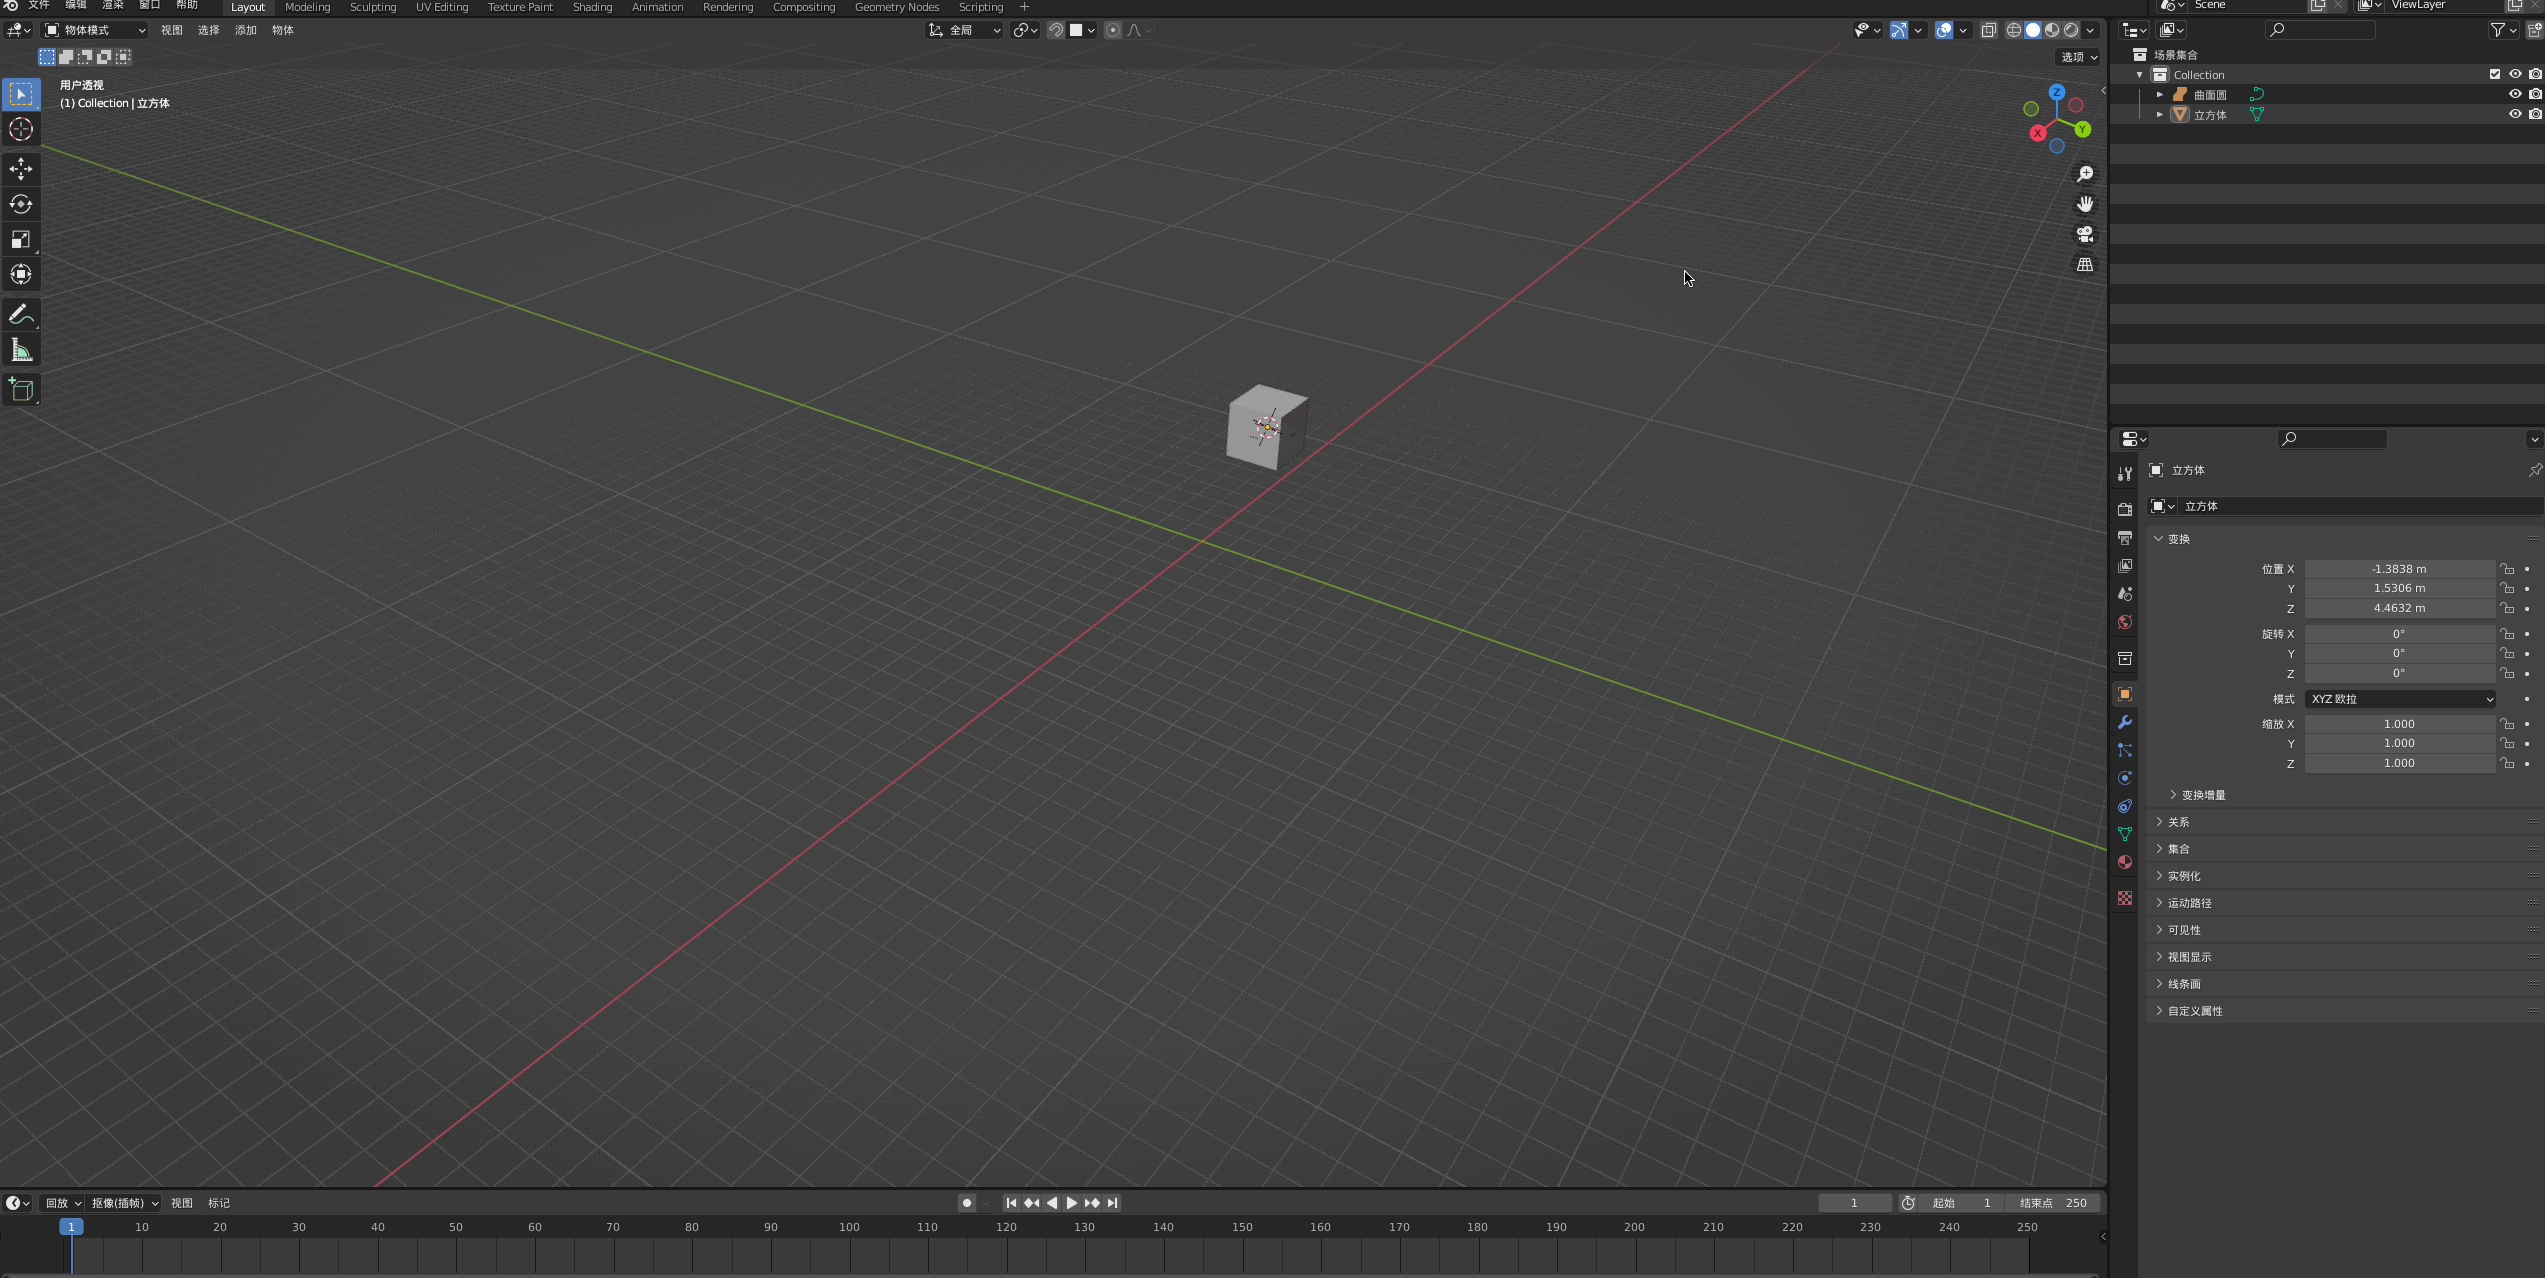 文件 编辑 渲染 窗口 帮助 Layout Modeling Sculpting UV Editing Texture Paint Shading Animation Rendering Compositing Geometry Nodes Scripting + Scene ViewLayer
物体模式 视图 选择 添加 物体 全局
选项
用户透视
(1) Collection | 立方体
Z
Y
X
场景集合
Collection
曲面圆
立方体
立方体
立方体
变换
位置 X -1.3838 m
Y 1.5306 m
Z 4.4632 m
旋转 X 0°
Y 0°
Z 0°
模式 XYZ 欧拉
缩放 X 1.000
Y 1.000
Z 1.000
变换增量
关系
集合
实例化
运动路径
可见性
视图显示
线条画
自定义属性
回放 抠像(插帧) 视图 标记 1 起始 1 结束点 250
1 10 20 30 40 50 60 70 80 90 100 110 120 130 140 150 160 170 180 190 200 210 220 230 240 250